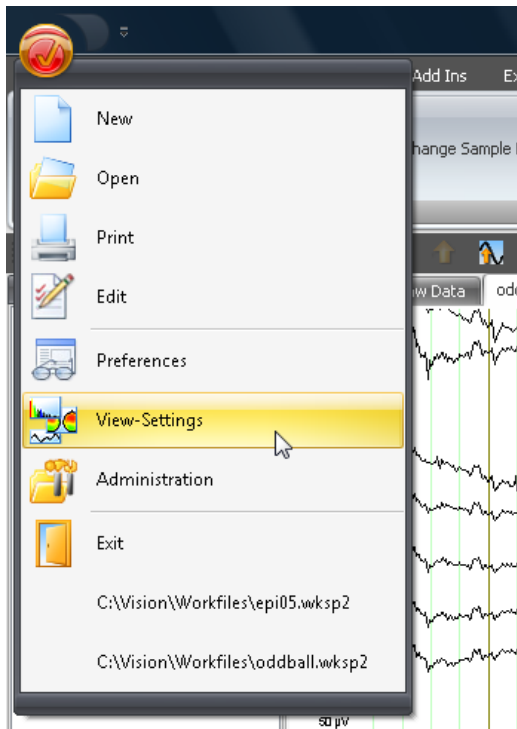 Add Ins
hange Sample
New
Open
Print
Edit
w Data
Preferences
View-Settings
Administration
Exit
C:\Vision\Workfiles\epi05.wksp2
C:\Vision\Workfiles\oddball.wksp2
50 µV